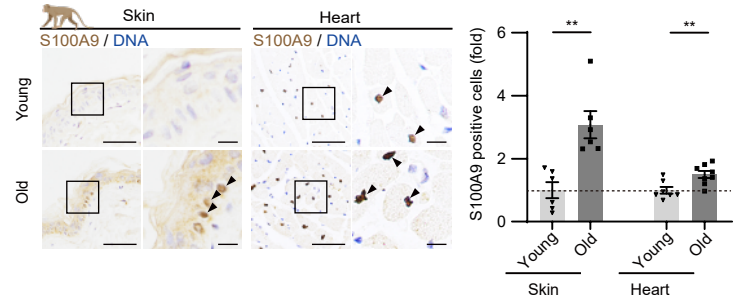 Skin
Heart
S100A9 / DNA
S100A9 / DNA
Young
Old
S100A9 positive cells (fold)
6
4
2
0
**
**
Young
Old
Young
Old
Skin
Heart